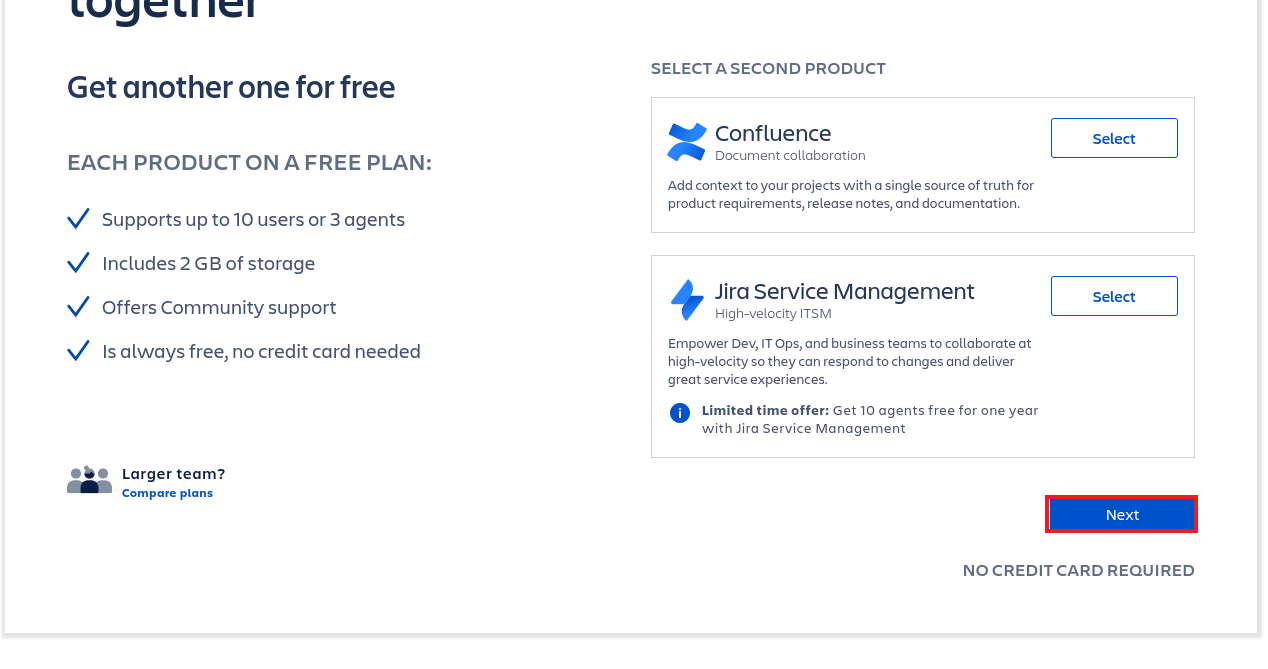 together
Get another one for free
EACH PRODUCT ON A FREE PLAN:
Supports up to 10 users or 3 agents
Includes 2 GB of storage
Offers Community support
Is always free, no credit card needed
Larger team?
Compare plans
SELECT A SECOND PRODUCT
Confluence
Document collaboration
Select
Add context to your projects with a single source of truth for
product requirements, release notes, and documentation.
Jira Service Management
High-velocity ITSM
Select
Empower Dev, IT Ops, and business teams to collaborate at
high-velocity so they can respond to changes and deliver
great service experiences.
Limited time offer: Get 10 agents free for one year
with Jira Service Management
Next
NO CREDIT CARD REQUIRED